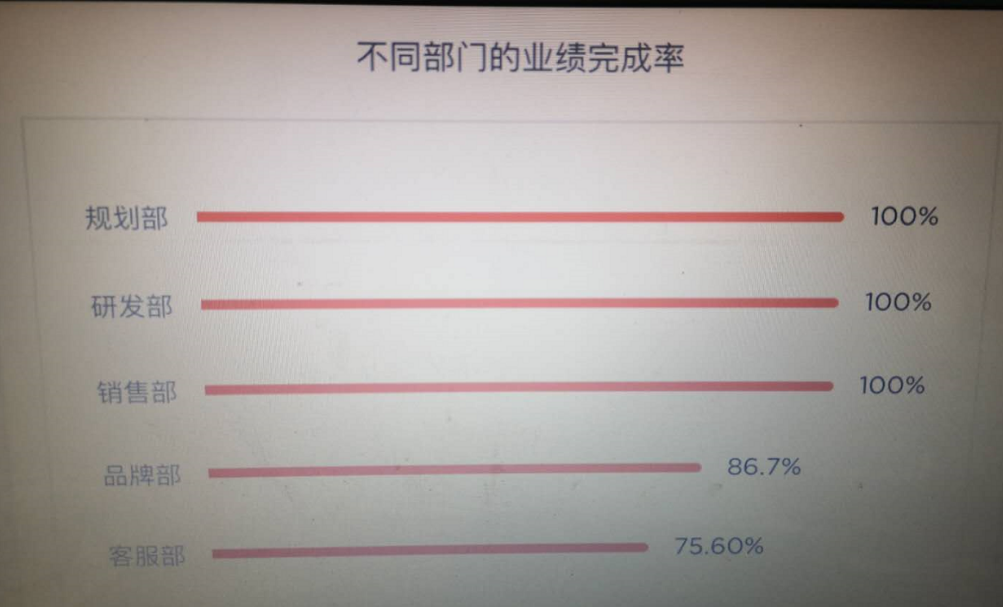 不同部门的业绩完成率
规划部 100%
研发部 100%
销售部 100%
品牌部 86.7%
客服部 75.60%